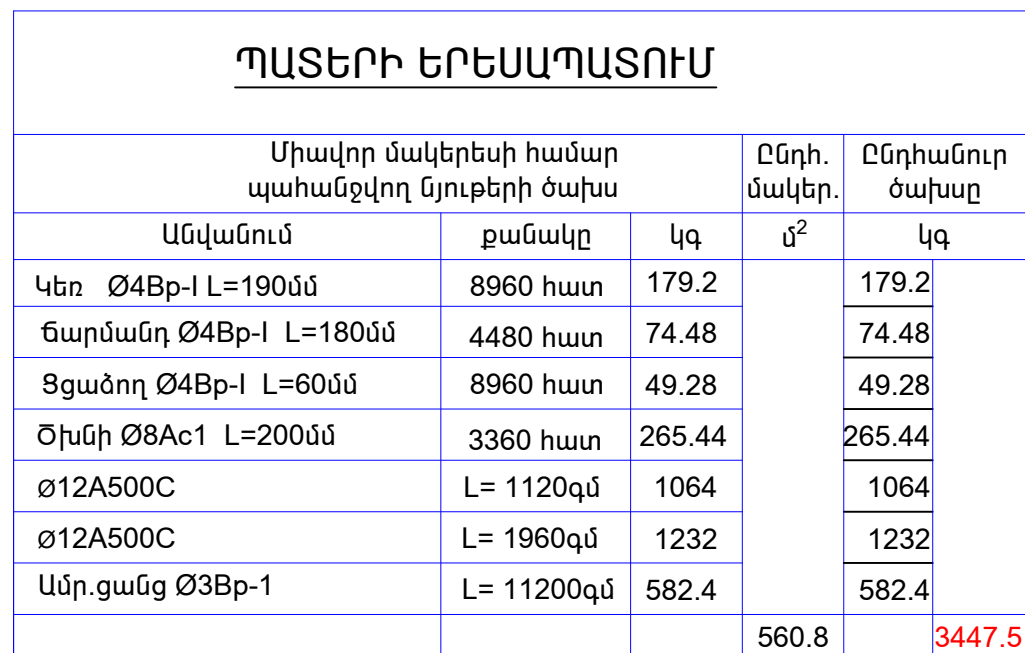 ՊԱՏԵՐԻ ԵՐԵՍԱՊԱՏՈՒՄ
Միավոր մակերեսի համար պահանջվող նյութերի ծախս Ընդհ. մակեր. Ընդհանուր ծախսը
Անվանում քանակը կգ մ² կգ
Կեռ Ø4Bp-I L=190մմ 8960 հատ 179.2 179.2
ճարմանդ Ø4Bp-I L=180մմ 4480 հատ 74.48 74.48
Ցցաձող Ø4Bp-I L=60մմ 8960 հատ 49.28 49.28
Ծխնի Ø8Ac1 L=200մմ 3360 հատ 265.44 265.44
Ø12A500C L= 1120գմ 1064 1064
Ø12A500C L= 1960գմ 1232 1232
Ամր.ցանց Ø3Bp-1 L= 11200գմ 582.4 582.4
560.8 3447.5